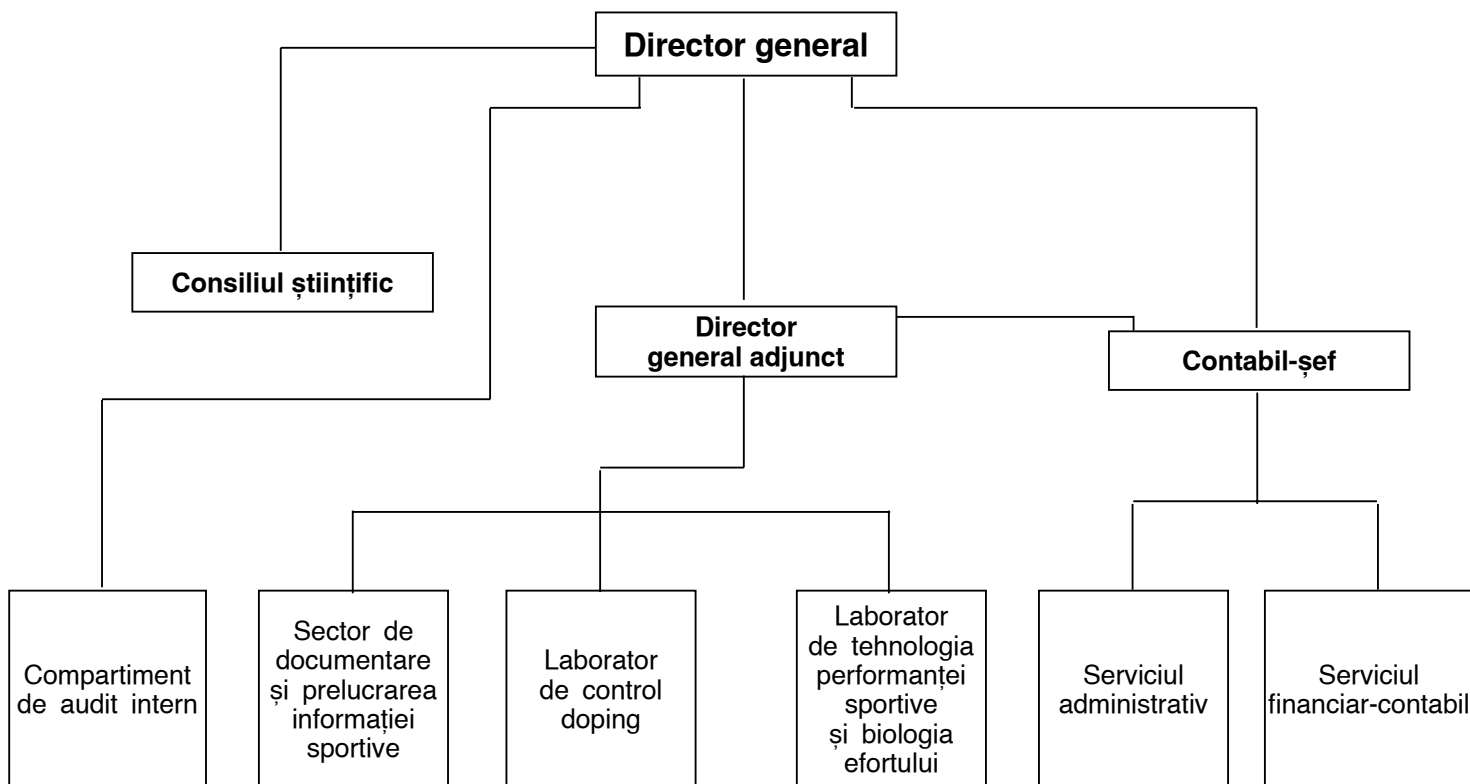 Director general
Consiliul științific
Director
general adjunct
Contabil-șef
Compartiment
de audit intern
Sector de
documentare
și prelucrarea
informației
sportive
Laborator
de control
doping
Laborator
de tehnologia
performanței
sportive
și biologia
efortului
Serviciul
administrativ
Serviciul
financiar-contabil